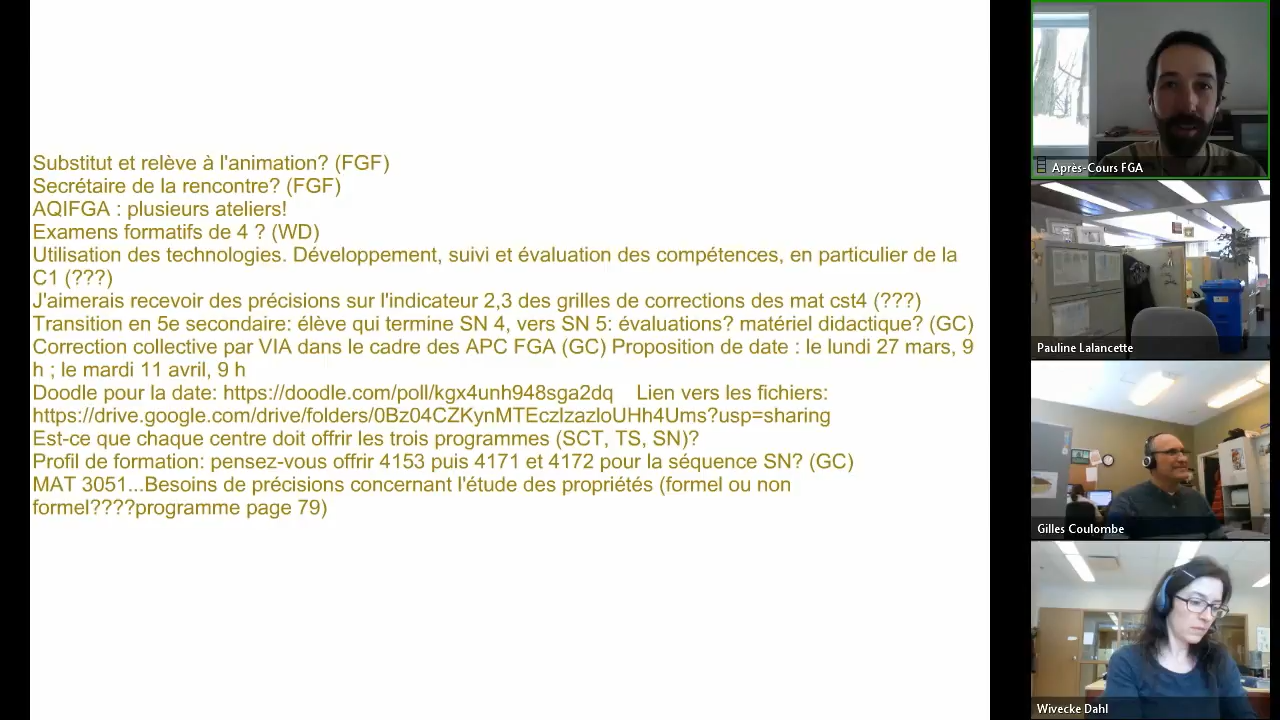 Substitut et relève à l'animation? (FGF)
Secrétaire de la rencontre? (FGF)
AQIFGA : plusieurs ateliers!
Examens formatifs de 4 ? (WD)
Utilisation des technologies. Développement, suivi et évaluation des compétences, en particulier de la
C1 (???)
J'aimerais recevoir des précisions sur l'indicateur 2,3 des grilles de corrections des mat cst4 (???)
Transition en 5e secondaire: élève qui termine SN 4, vers SN 5: évaluations? matériel didactique? (GC)
Correction collective par VIA dans le cadre des APC FGA (GC) Proposition de date : le lundi 27 mars, 9
h ; le mardi 11 avril, 9 h
Doodle pour la date: https://doodle.com/poll/kgx4unh948sga2dq    Lien vers les fichiers:
https://drive.google.com/drive/folders/0Bz04CZKynMTEczlzazloUHh4Ums?usp=sharing
Est-ce que chaque centre doit offrir les trois programmes (SCT, TS, SN)?
Profil de formation: pensez-vous offrir 4153 puis 4171 et 4172 pour la séquence SN? (GC)
MAT 3051...Besoins de précisions concernant l'étude des propriétés (formel ou non
formel????programme page 79)
Après-Cours FGA
Pauline Lalancette
Gilles Coulombe
Wivecke Dahl